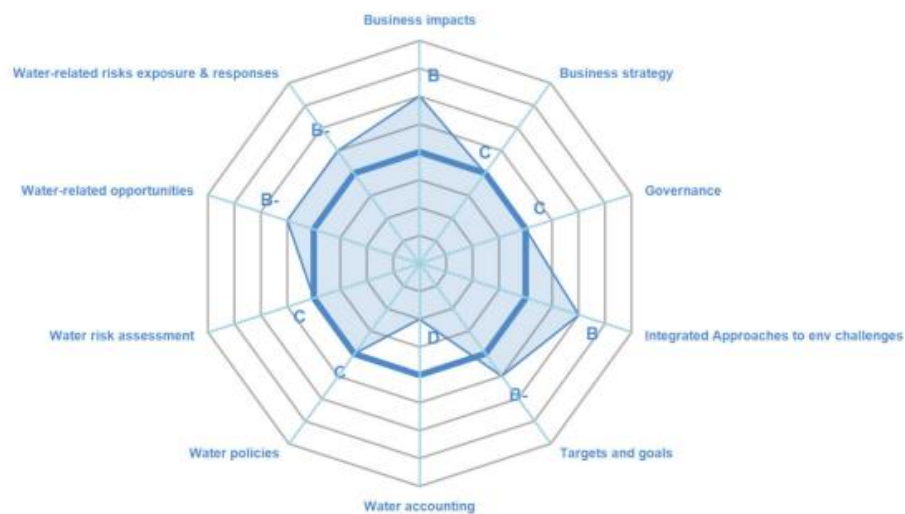 Business impacts
Water-related risks exposure & responses
Business strategy
B
B-
C
Water-related opportunities
B-
C
Governance
Water risk assessment
C
B
Integrated Approaches to env challenges
D
C
B-
Water policies
Targets and goals
Water accounting